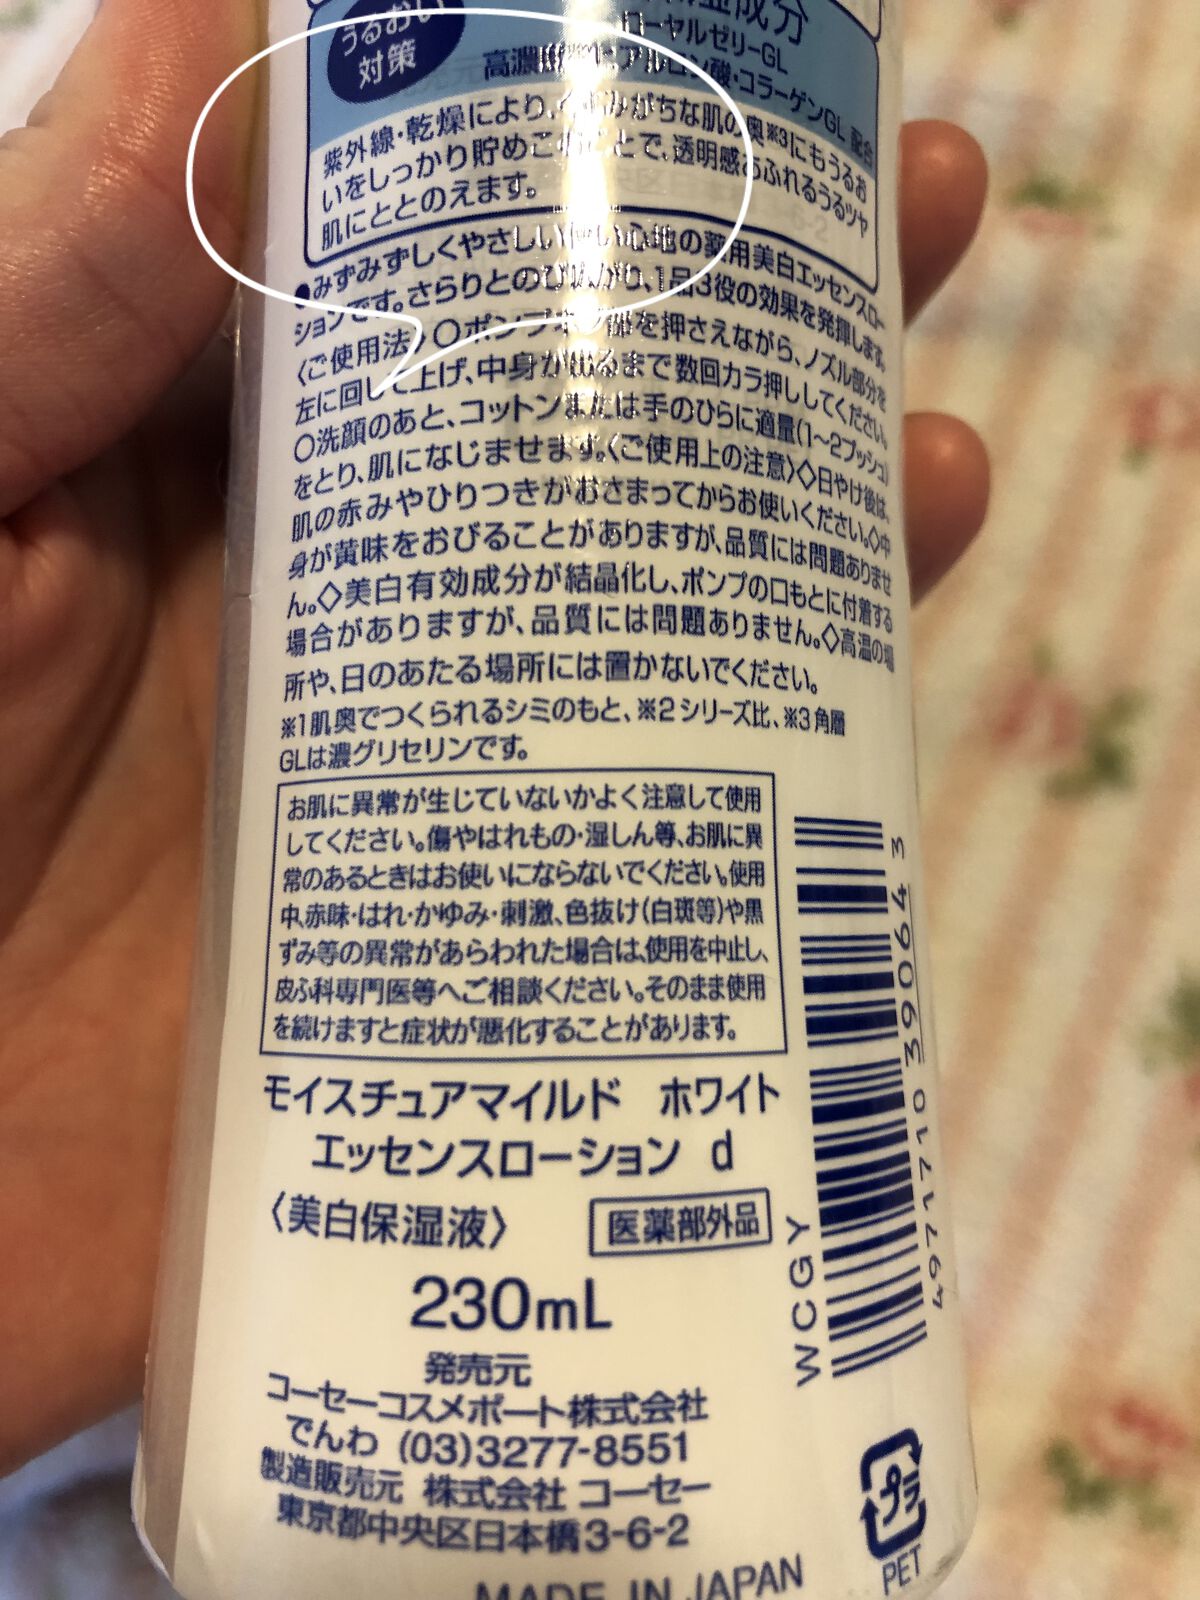 うるおい
対策
成分
ローヤルゼリーGL
アルロン酸・コラーゲンGL 配合
紫外線・乾燥により、くすみがちな肌の奥※3にもうるお
いをしっかり貯めこむことで、透明感あふれるうるツヤ
肌にととのえます。
●みずみずしくやさしい使い心地の薬用美白エッセンスロー
ションです。さらりとのびひろがり、1品3役の効果を発揮します。
〈ご使用法〉○ポンプ を押さえながら、ノズル部分を
左に回して上げ、中身が出るまで数回カラ押ししてください。
○洗顔のあと、コットンまたは手のひらに適量(1〜2プッシュ)
をとり、肌になじませます。〈ご使用上の注意〉◇日やけ後は、
肌の赤みやひりつきがおさまってからお使いください。◇中
身が黄味をおびることがありますが、品質には問題ありませ
ん。◇美白有効成分が結晶化し、ポンプの口もとに付着する
場合がありますが、品質には問題ありません。◇高温の場
所や、日のあたる場所には置かないでください。
※1肌奥でつくられるシミのもと、※2シリーズ比、※3角層
GLは濃グリセリンです。
お肌に異常が生じていないかよく注意して使用
してください。傷やはれもの・湿しん等、お肌に異
常のあるときはお使いにならないでください。使用
中、赤味・はれ・かゆみ・刺激、色抜け(白斑等)や黒
ずみ等の異常があらわれた場合は、使用を中止し、
皮ふ科専門医等へご相談ください。そのまま使用
を続けますと症状が悪化することがあります。
モイスチュアマイルド ホワイト
エッセンスローション d
〈美白保湿液〉 医薬部外品
230mL
発売元
コーセーコスメポート株式会社
でんわ (03)3277-8551
製造販売元 株式会社 コーセー
東京都中央区日本橋3-6-2
MADE IN JAPAN
WCGY
4971710 390643
プラ
PET